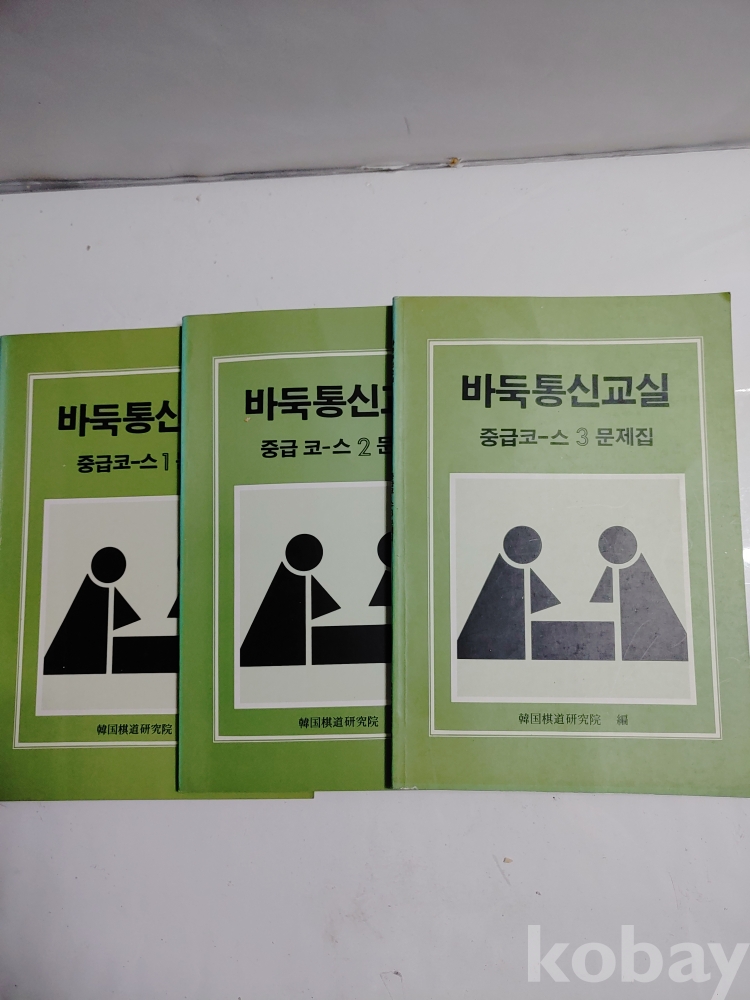 바둑통신
중급코-스 1
韓国棋道研究院
바둑통신
중급 코-스 2 문
韓国棋道研究院
바둑통신교실
중급코-스 3 문제집
韓国棋道研究院 編
kobay